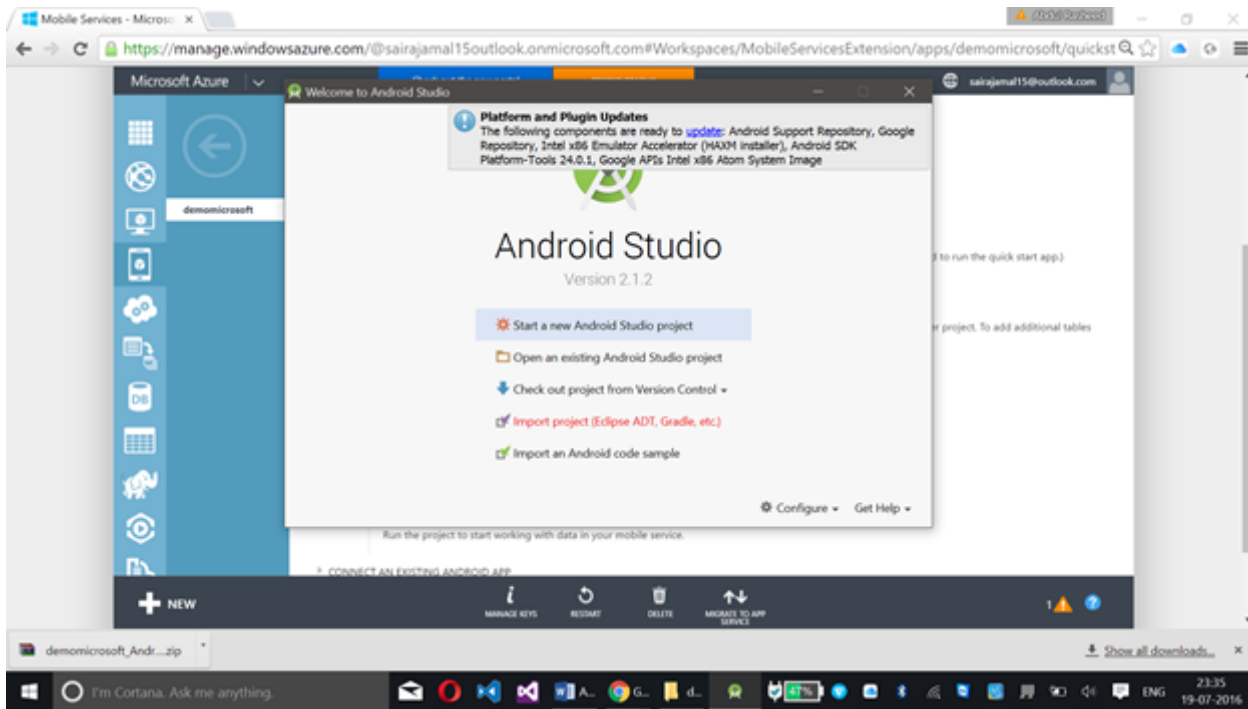 Mobile Services - Microso
Abdul Rasheed
https://manage.windowsazure.com/@sairajamal15outlook.onmicrosoft.com#Workspaces/MobileServicesExtension/apps/demomicrosoft/quickst
Microsoft Azure
sairajamal15@outlook.com
Welcome to Android Studio
Platform and Plugin Updates
The following components are ready to update: Android Support Repository, Google
Repository, Intel x86 Emulator Accelerator (HAXM installer), Android SDK
Platform-Tools 24.0.1, Google APIs Intel x86 Atom System Image
demomicrosoft
Android Studio
Version 2.1.2
to run the quick start app.)
Start a new Android Studio project
project. To add additional tables
Open an existing Android Studio project
Check out project from Version Control
Import project (Eclipse ADT, Gradle, etc.)
Import an Android code sample
DB
Configure
Get Help
Run the project to start working with data in your mobile service.
CONNECT AN EXISTING ANDROID APP
NEW
MANAGE KEYS
RESTART
DELETE
MIGRATE TO APP
SERVICE
1
demomicrosoft_Andr....zip
Show all downloads...
I'm Cortana. Ask me anything.
A...
G...
d...
47%
ENG
23:35
19-07-2016